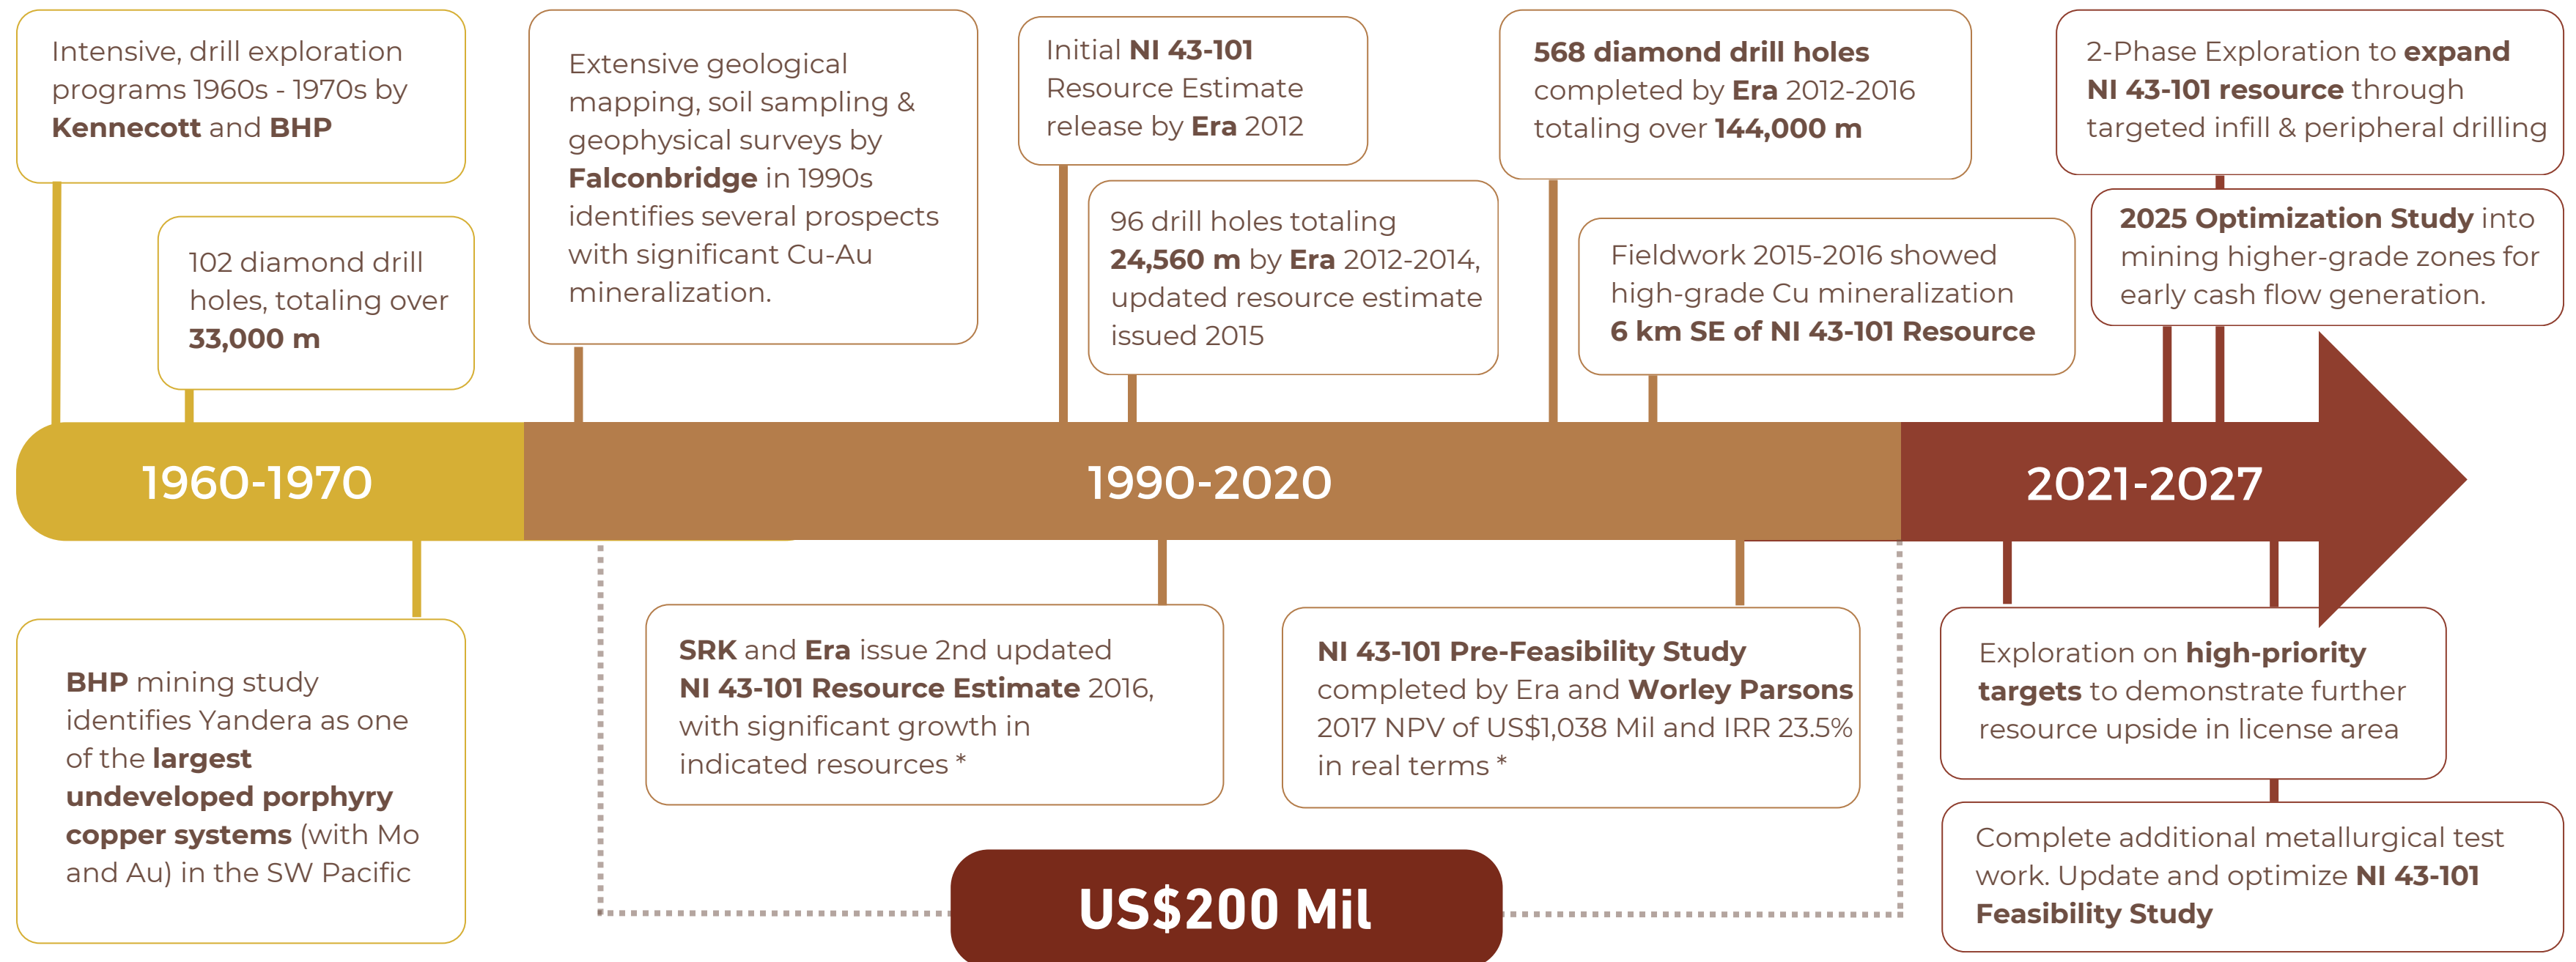 Intensive, drill exploration
programs 1960s - 1970s by
Kennecott and BHP
102 diamond drill
holes, totaling over
33,000 m
Extensive geological
mapping, soil sampling &
geophysical surveys by
Falconbridge in 1990s
identifies several prospects
with significant Cu-Au
mineralization.
Initial NI 43-101
Resource Estimate
release by Era 2012
96 drill holes totaling
24,560 m by Era 2012-2014,
updated resource estimate
issued 2015
568 diamond drill holes
completed by Era 2012-2016
totaling over 144,000 m
Fieldwork 2015-2016 showed
high-grade Cu mineralization
6 km SE of NI 43-101 Resource
2-Phase Exploration to expand
NI 43-101 resource through
targeted infill & peripheral drilling
2025 Optimization Study into
mining higher-grade zones for
early cash flow generation.
1960-1970
1990-2020
2021-2027
BHP mining study
identifies Yandera as one
of the largest
undeveloped porphyry
copper systems (with Mo
and Au) in the SW Pacific
SRK and Era issue 2nd updated
NI 43-101 Resource Estimate 2016,
with significant growth in
indicated resources *
NI 43-101 Pre-Feasibility Study
completed by Era and Worley Parsons
2017 NPV of US$1,038 Mil and IRR 23.5%
in real terms *
Exploration on high-priority
targets to demonstrate further
resource upside in license area
Complete additional metallurgical test
work. Update and optimize NI 43-101
Feasibility Study
US$200 Mil